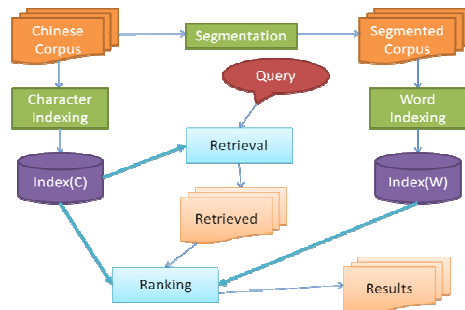 Chinese
Corpus
Segmentation
Segmented
Corpus
Query
Character
Indexing
Word
Indexing
Retrieval
Index(C)
Index(W)
Retrieved
Ranking
Results